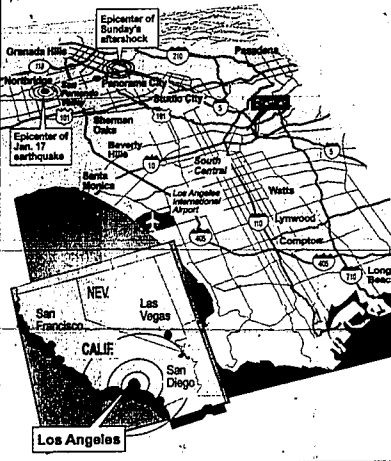 Epicenter of
Sunday's
aftershock
Granada Hills
118
210
Pasadena
Northridge
San
Fernando
Valley
Panorama City
Studio City
5
101
101
Sherman
Oaks
Epicenter of
Jan. 17
earthquake
Beverly
Hills
10
South
Central
5
Santa
Monica
Los Angeles
International
Airport
Watts
110
Lynwood
Compton
405
405
710
Long
Beach
NEV.
San
Francisco
Las
Vegas
CALIF.
San
Diego
Los Angeles